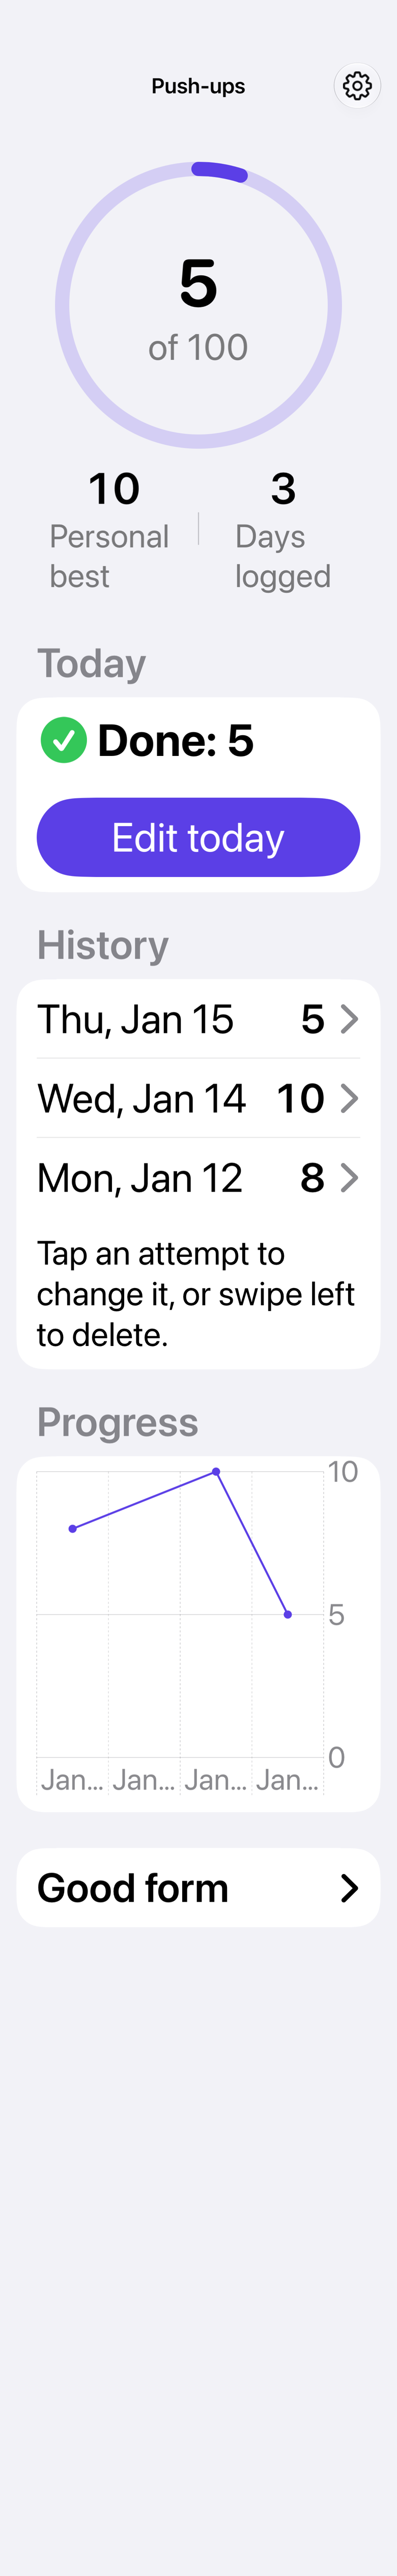 Push-ups
5
of 100
10
Personal
best
3
Days
logged
Today
Done: 5
Edit today
History
Thu, Jan 15 5
Wed, Jan 14 10
Mon, Jan 12 8
Tap an attempt to
change it, or swipe left
to delete.
Progress
10
5
0
Jan... Jan... Jan... Jan...
Good form